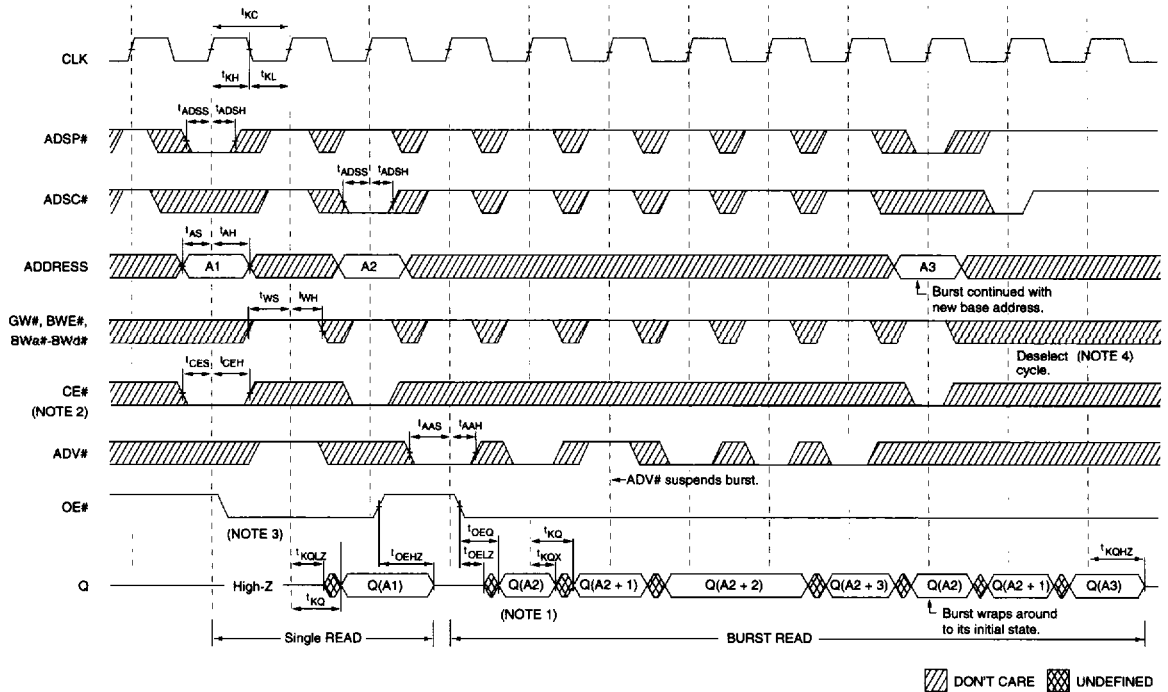 tKC
CLK
tKH tKL
tADSS tADSH
ADSP#
tADSS tADSH
ADSC#
tAS tAH
ADDRESS A1 A2 A3
Burst continued with
new base address.
tWS tWH
GW#, BWE#,
BWa#-BWd#
Deselect (NOTE 4)
cycle.
tCES tCEH
CE#
(NOTE 2)
tAAS tAAH
ADV#
ADV# suspends burst.
OE#
(NOTE 3)
tKQLZ tOEHZ tOEQ tOELZ tKQ tKQX tKQHZ
Q High-Z Q(A1) Q(A2) Q(A2 + 1) Q(A2 + 2) Q(A2 + 3) Q(A2) Q(A2 + 1) Q(A3)
tKQ
(NOTE 1)
Burst wraps around
to its initial state.
Single READ BURST READ
DON'T CARE UNDEFINED